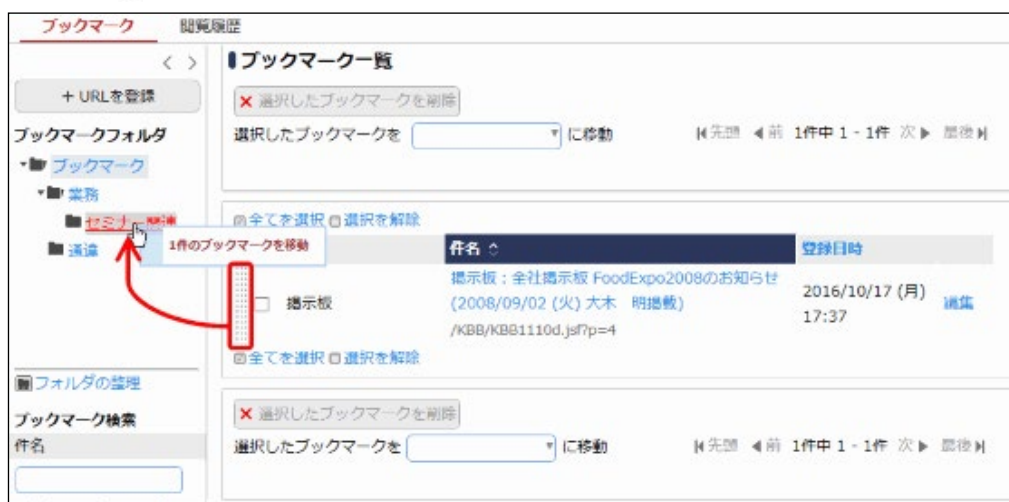 ブックマーク 閲覧履歴
< >
+ URLを登録
ブックマークフォルダ
ブックマーク
業務
セミナー関連
通達
フォルダの整理
ブックマーク検索
件名
ブックマーク一覧
選択したブックマークを削除
選択したブックマークを に移動 先頭 前 1件中 1 - 1件 次 最後
全てを選択 選択を解除
1件のブックマークを移動
件名 登録日時
掲示板
掲示板:全社掲示板 FoodExpo2008のお知らせ
(2008/09/02 (火) 大木 明掲載)
/KBB/KBB1110d.jsf?p=4
2016/10/17 (月)
17:37
編集
全てを選択 選択を解除
選択したブックマークを削除
選択したブックマークを に移動 先頭 前 1件中 1 - 1件 次 最後